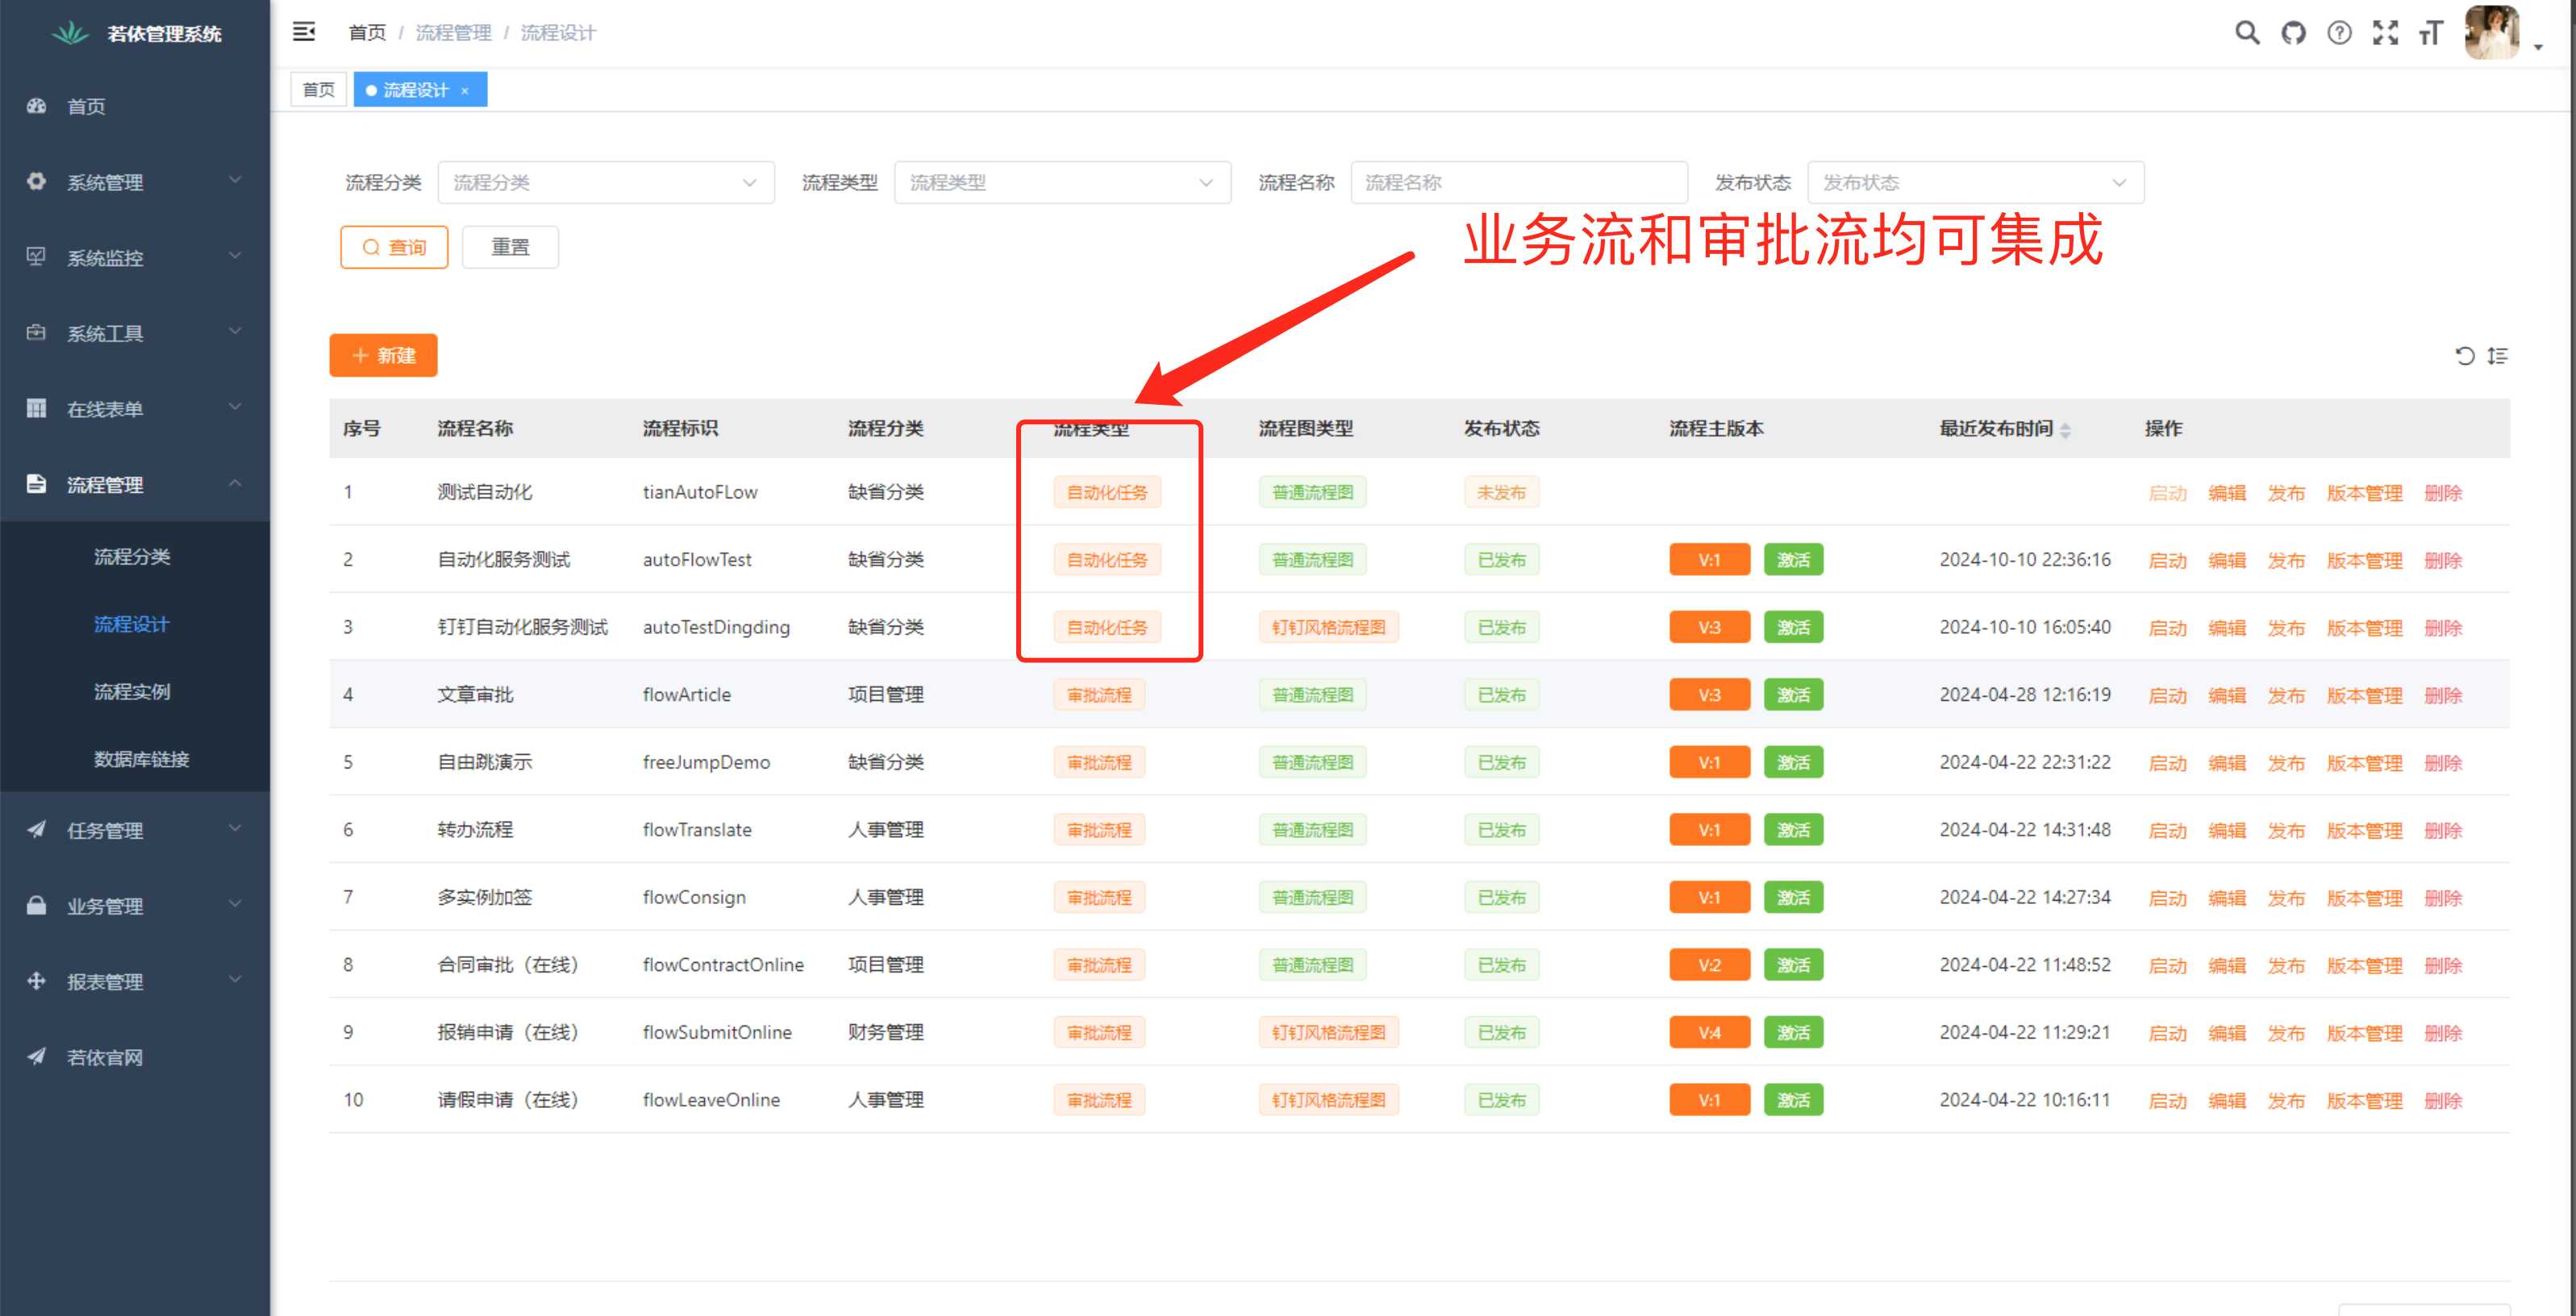 若依管理系统
首页 / 流程管理 / 流程设计
首页
流程设计 ×
首页
系统管理
系统监控
系统工具
在线表单
流程管理
流程分类
流程设计
流程实例
数据库链接
任务管理
业务管理
报表管理
若依官网
流程分类 流程分类 流程类型 流程类型 流程名称 流程名称 发布状态 发布状态
查询 重置
业务流和审批流均可集成
+ 新建
序号 流程名称 流程标识 流程分类 流程类型 流程图类型 发布状态 流程主版本 最近发布时间 操作
1 测试自动化 tianAutoFLow 缺省分类 自动化任务 普通流程图 未发布 启动 编辑 发布 版本管理 删除
2 自动化服务测试 autoFlowTest 缺省分类 自动化任务 普通流程图 已发布 V:1 激活 2024-10-10 22:36:16 启动 编辑 发布 版本管理 删除
3 钉钉自动化服务测试 autoTestDingding 缺省分类 自动化任务 钉钉风格流程图 已发布 V:3 激活 2024-10-10 16:05:40 启动 编辑 发布 版本管理 删除
4 文章审批 flowArticle 项目管理 审批流程 普通流程图 已发布 V:3 激活 2024-04-28 12:16:19 启动 编辑 发布 版本管理 删除
5 自由跳演示 freeJumpDemo 缺省分类 审批流程 普通流程图 已发布 V:1 激活 2024-04-22 22:31:22 启动 编辑 发布 版本管理 删除
6 转办流程 flowTranslate 人事管理 审批流程 普通流程图 已发布 V:1 激活 2024-04-22 14:31:48 启动 编辑 发布 版本管理 删除
7 多实例加签 flowConsign 人事管理 审批流程 普通流程图 已发布 V:1 激活 2024-04-22 14:27:34 启动 编辑 发布 版本管理 删除
8 合同审批（在线） flowContractOnline 项目管理 审批流程 普通流程图 已发布 V:2 激活 2024-04-22 11:48:52 启动 编辑 发布 版本管理 删除
9 报销申请（在线） flowSubmitOnline 财务管理 审批流程 钉钉风格流程图 已发布 V:4 激活 2024-04-22 11:29:21 启动 编辑 发布 版本管理 删除
10 请假申请（在线） flowLeaveOnline 人事管理 审批流程 钉钉风格流程图 已发布 V:1 激活 2024-04-22 10:16:11 启动 编辑 发布 版本管理 删除